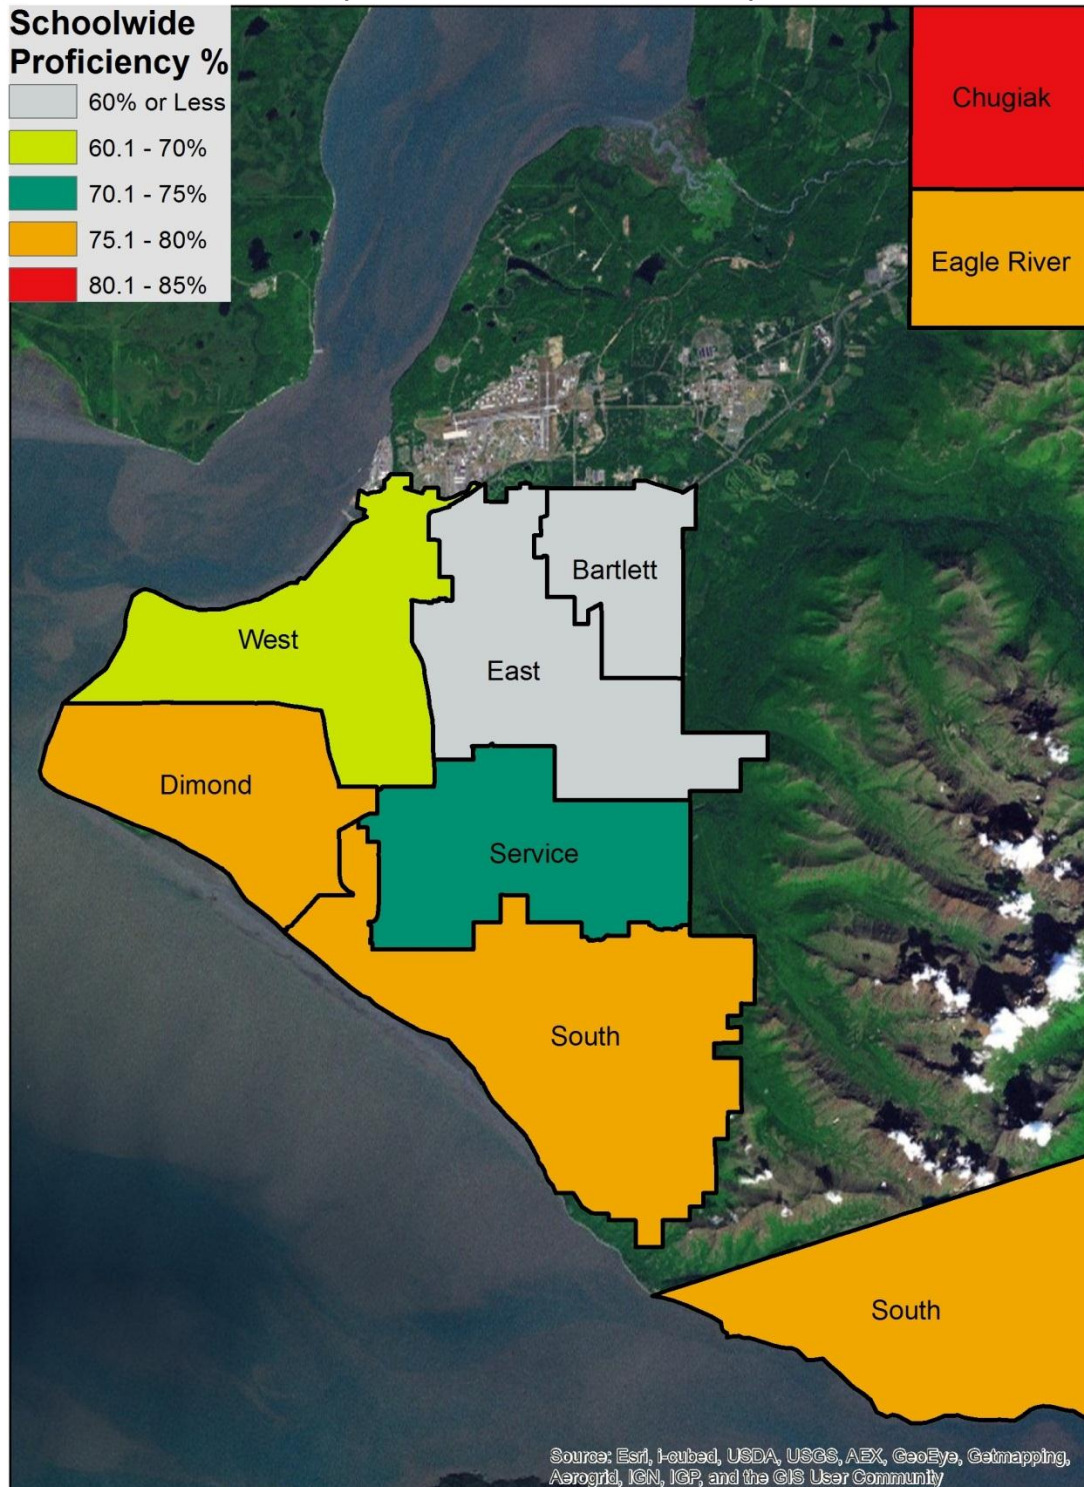 Schoolwide
Proficiency %
60% or Less
60.1 - 70%
70.1 - 75%
75.1 - 80%
80.1 - 85%
Chugiak
Eagle River
Bartlett
West
East
Dimond
Service
South
South
Source: Esri, i-cubed, USDA, USGS, AEX, GeoEye, Getmapping,
Aerogrid, IGN, IGP, and the GIS User Community